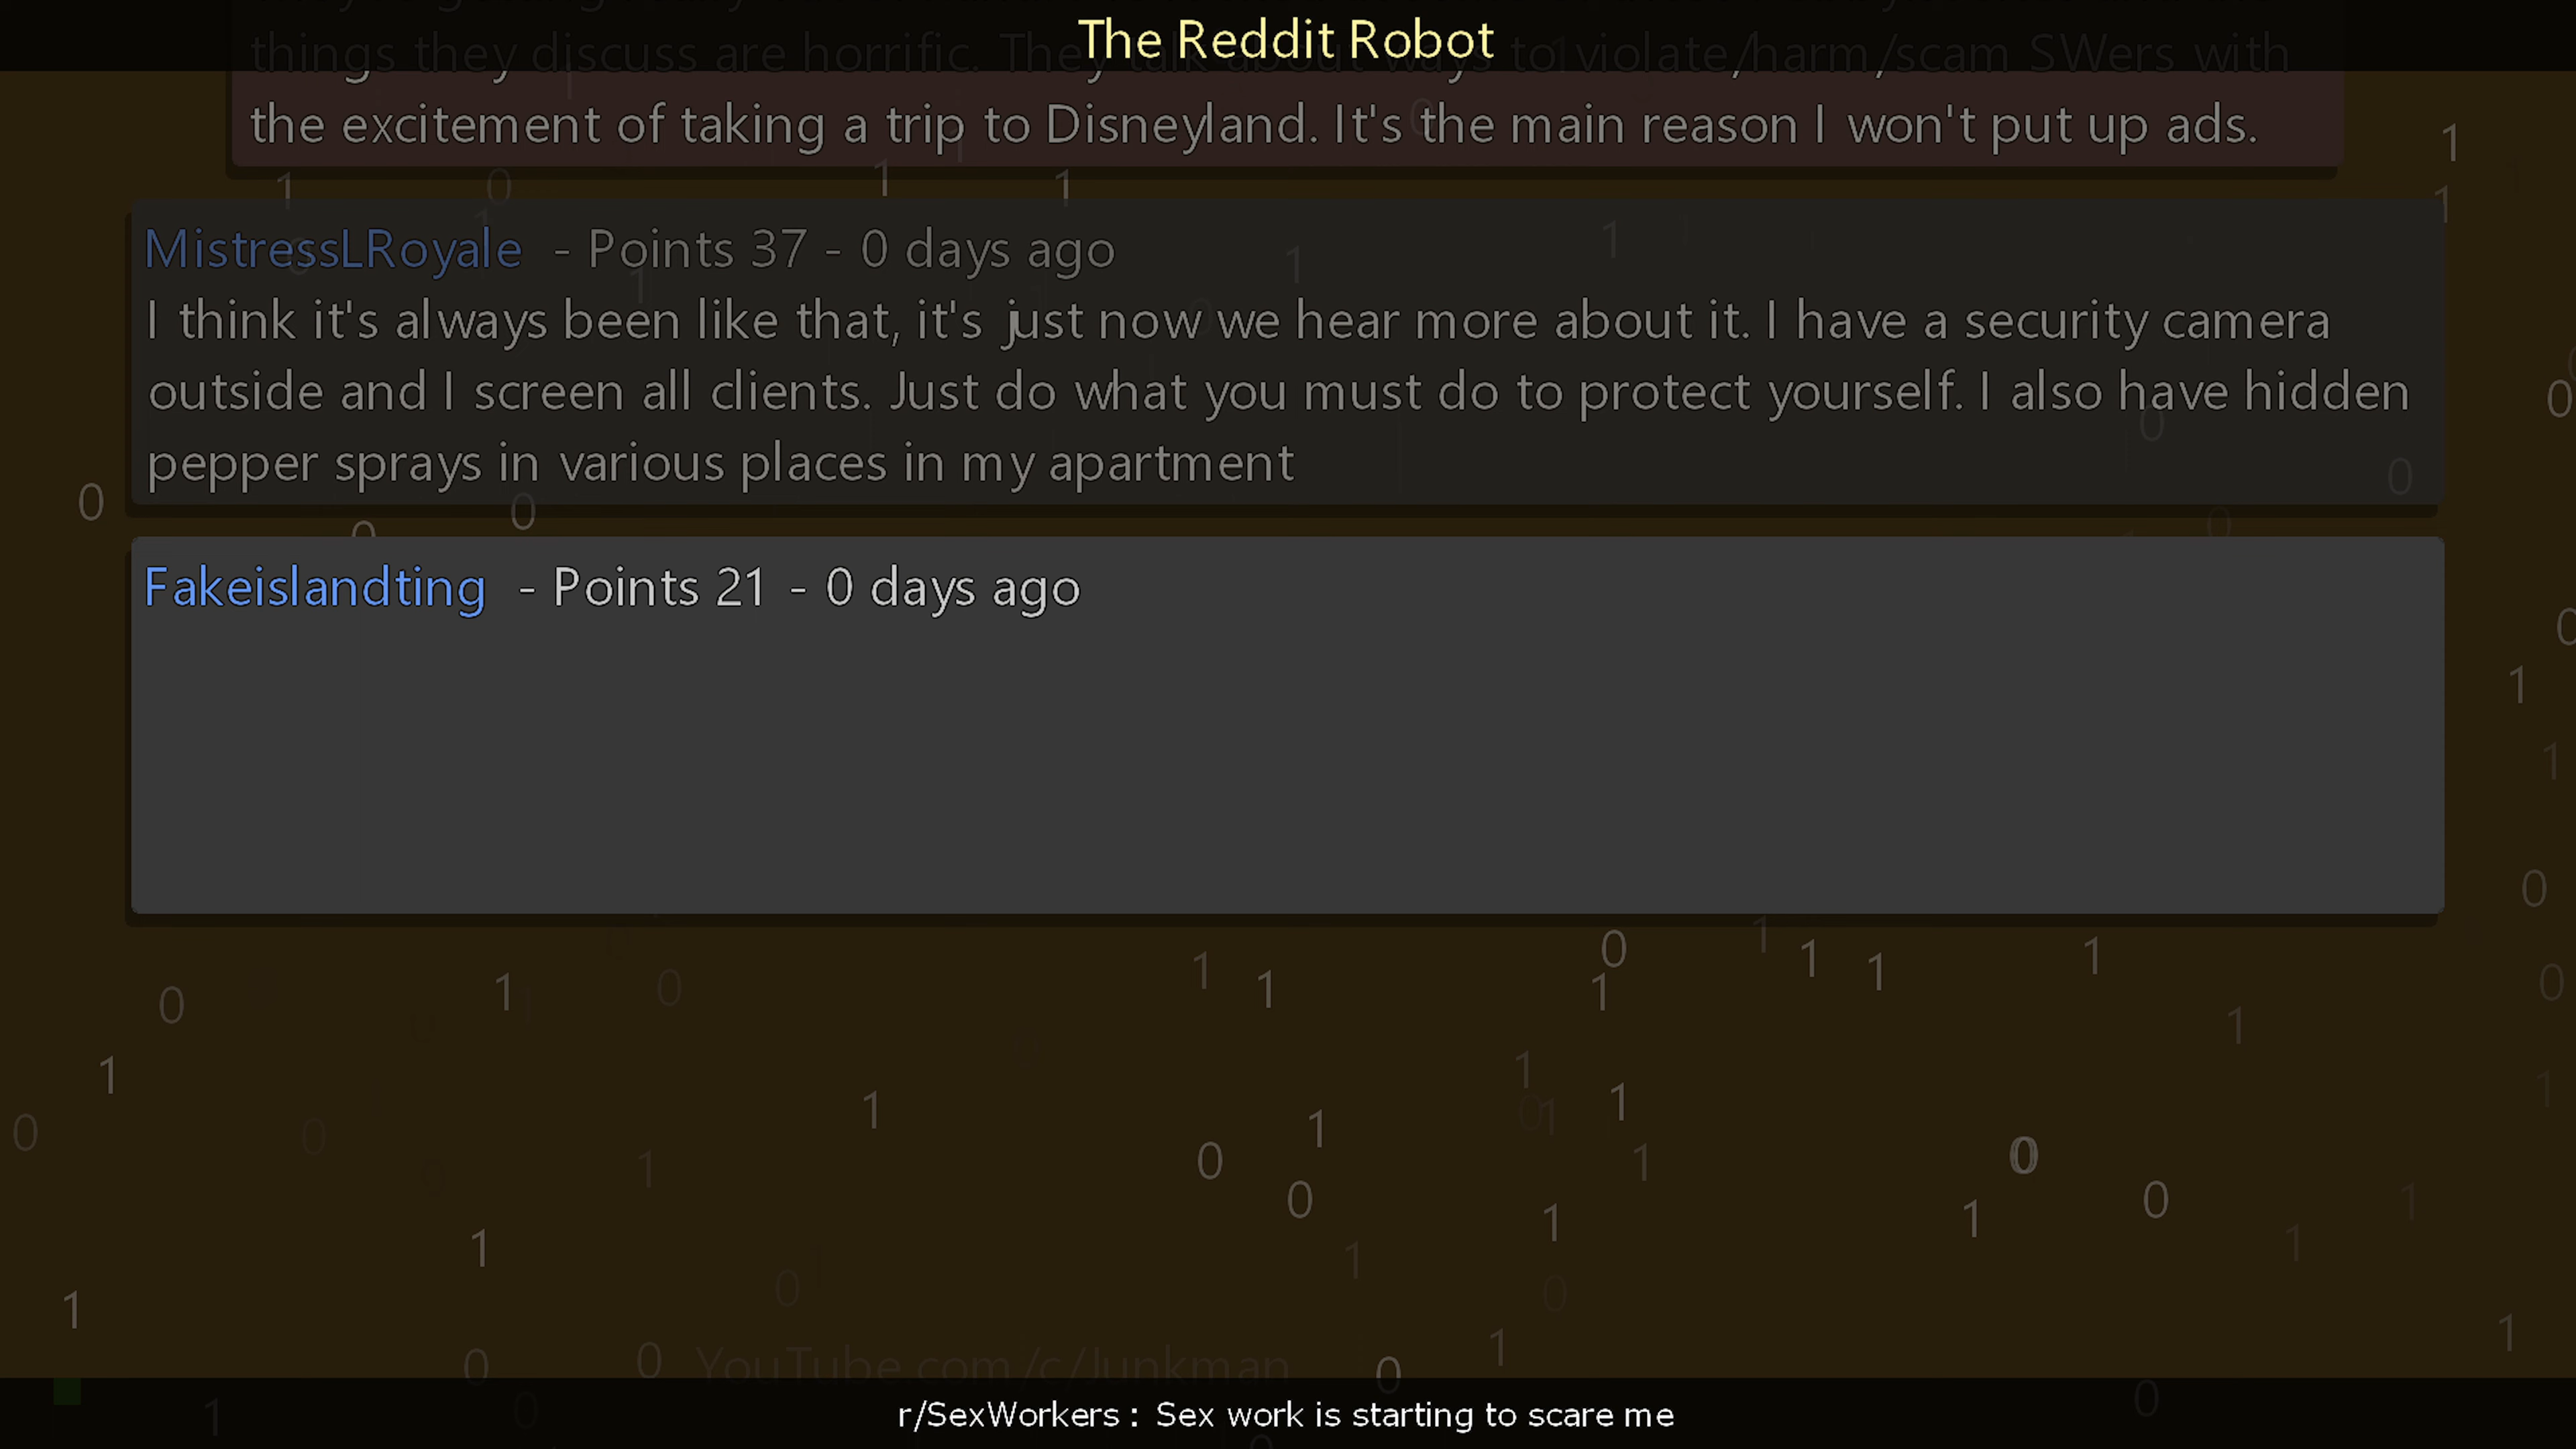 The Reddit Robot
things they discuss are horrific. They talk about ways to violate/harm/scam SWers with
the excitement of taking a trip to Disneyland. It's the main reason I won't put up ads.
MistressLRoyale - Points 37 - 0 days ago
I think it's always been like that, it's just now we hear more about it. I have a security camera
outside and I screen all clients. Just do what you must do to protect yourself. I also have hidden
pepper sprays in various places in my apartment
Fakeislandting - Points 21 - 0 days ago
YouTube.com/c/Junkman
r/SexWorkers : Sex work is starting to scare me